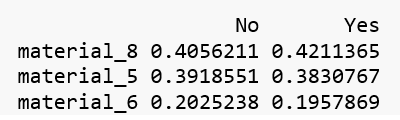 No Yes
material_8 0.4056211 0.4211365
material_5 0.3918551 0.3830767
material_6 0.2025238 0.1957869